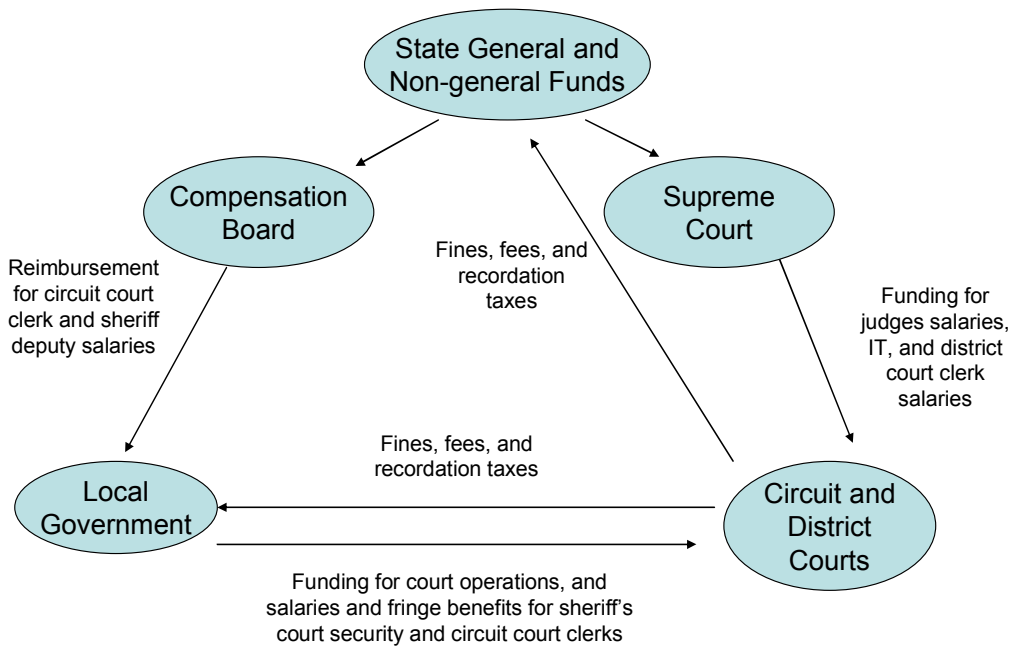 State General and
Non-general Funds
Compensation
Board
Supreme
Court
Fines, fees, and
recordation
taxes
Reimbursement
for circuit court
clerk and sheriff
deputy salaries
Funding for
judges salaries,
IT, and district
court clerk
salaries
Fines, fees, and
recordation taxes
Local
Government
Circuit and
District
Courts
Funding for court operations, and
salaries and fringe benefits for sheriff’s
court security and circuit court clerks